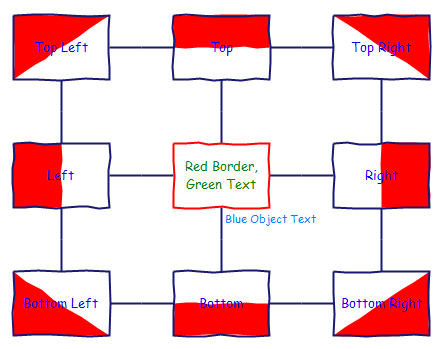 Top Left
Top
Top Right
Left
Red Border,
Green Text
Right
Blue Object Text
Bottom Left
Bottom
Bottom Right